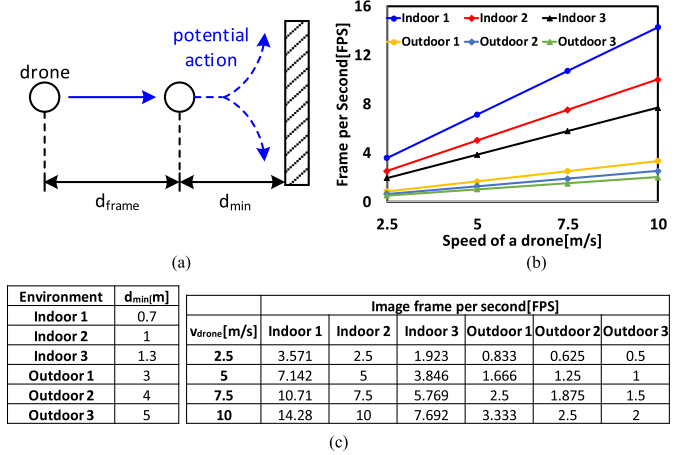 potential
action
drone
d_frame
d_min
(a)
Frame per Second[FPS]
16
12
8
4
0
Indoor 1
Indoor 2
Indoor 3
Outdoor 1
Outdoor 2
Outdoor 3
2.5
5
7.5
10
Speed of a drone[m/s]
(b)
Environment d_min[m]
Indoor 1 0.7
Indoor 2 1
Indoor 3 1.3
Outdoor 1 3
Outdoor 2 4
Outdoor 3 5
Image frame per second[FPS]
v_drone[m/s] Indoor 1 Indoor 2 Indoor 3 Outdoor 1 Outdoor 2 Outdoor 3
2.5 3.571 2.5 1.923 0.833 0.625 0.5
5 7.142 5 3.846 1.666 1.25 1
7.5 10.71 7.5 5.769 2.5 1.875 1.5
10 14.28 10 7.692 3.333 2.5 2
(c)